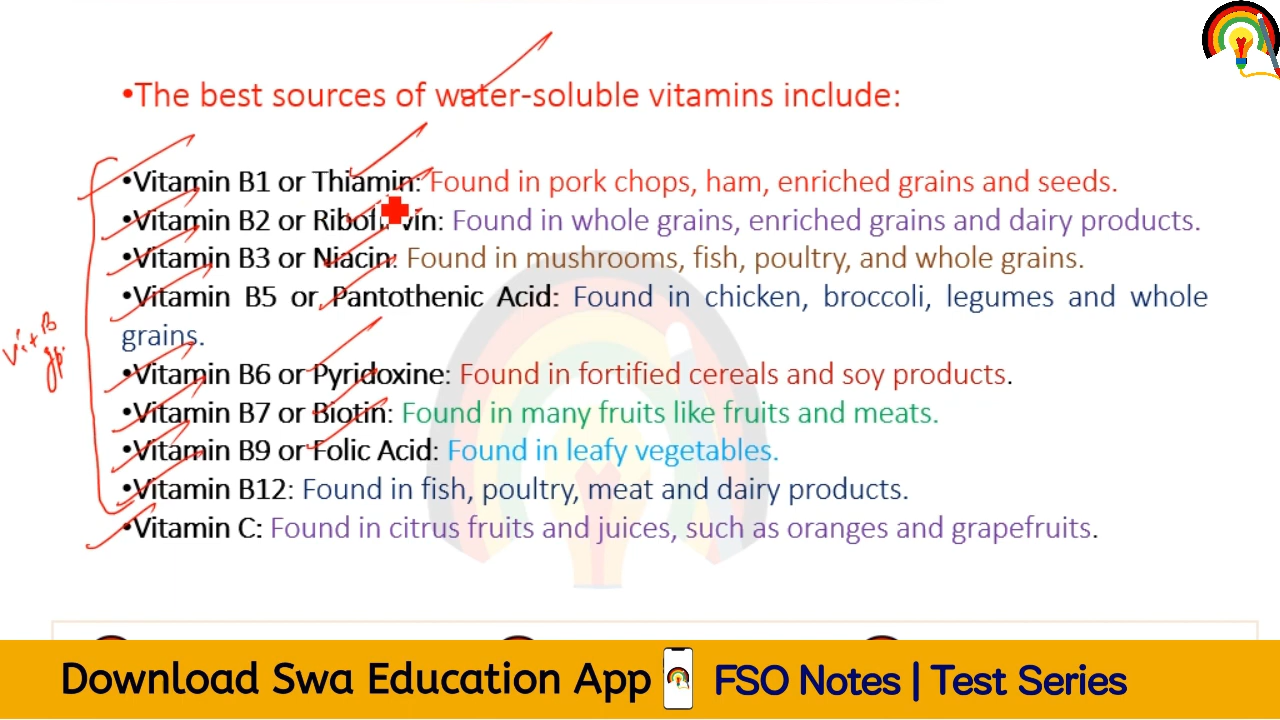 •The best sources of water-soluble vitamins include:
•Vitamin B1 or Thiamin: Found in pork chops, ham, enriched grains and seeds.
•Vitamin B2 or Riboflavin: Found in whole grains, enriched grains and dairy products.
•Vitamin B3 or Niacin: Found in mushrooms, fish, poultry, and whole grains.
•Vitamin B5 or Pantothenic Acid: Found in chicken, broccoli, legumes and whole
grains.
Vit B
gp.
•Vitamin B6 or Pyridoxine: Found in fortified cereals and soy products.
•Vitamin B7 or Biotin: Found in many fruits like fruits and meats.
•Vitamin B9 or Folic Acid: Found in leafy vegetables.
•Vitamin B12: Found in fish, poultry, meat and dairy products.
•Vitamin C: Found in citrus fruits and juices, such as oranges and grapefruits.
Download Swa Education App FSO Notes | Test Series